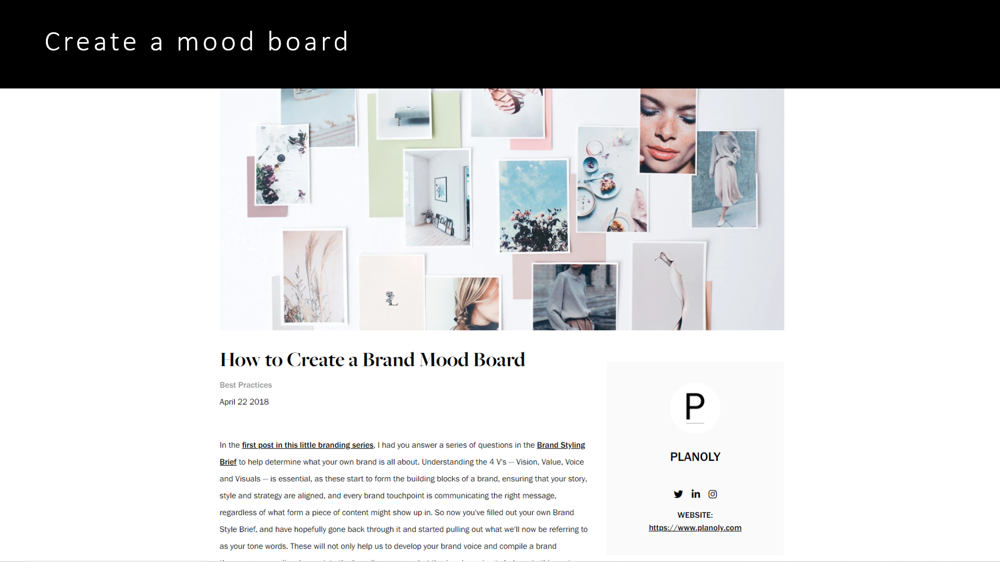 Create a mood board
How to Create a Brand Mood Board
Best Practices
April 22 2018
In the first post in this little branding series, I had you answer a series of questions in the Brand Styling
Brief to help determine what your own brand is all about. Understanding the 4 V's — Vision, Value, Voice
and Visuals — is essential, as these start to form the building blocks of a brand, ensuring that your story,
style and strategy are aligned, and every brand touchpoint is communicating the right message,
regardless of what form a piece of content might show up in. So now you've filled out your own Brand
Style Brief, and have hopefully gone back through it and started pulling out what we'll now be referring to
as your tone words. These will not only help us to develop your brand voice and compile a brand
P
PLANOLY
WEBSITE:
https://www.planoly.com
L